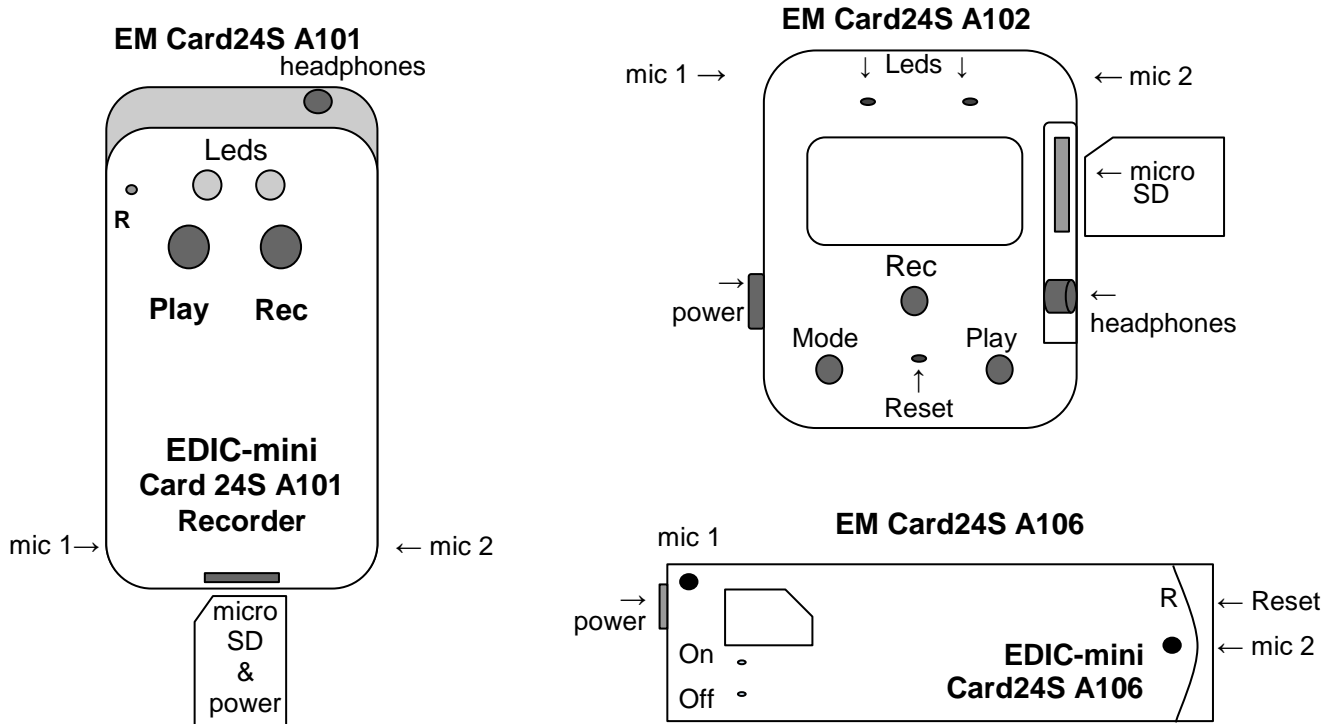 EM Card24S A101
headphones
Leds
R
Play Rec
EDIC-mini
Card 24S A101
Recorder
mic 1→
← mic 2
micro
SD
&
power
EM Card24S A102
mic 1 →
↓ Leds ↓
← mic 2
← micro
SD
Rec
→
power
←
headphones
Mode
Play
↑
Reset
EM Card24S A106
mic 1
→
power
R
← Reset
← mic 2
On
Off
EDIC-mini
Card24S A106